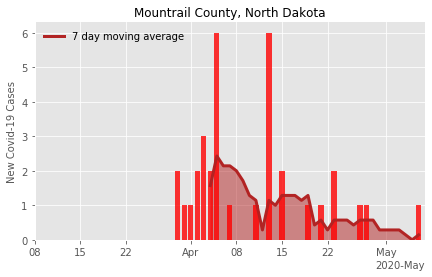 Mountrail County, North Dakota
7 day moving average
New Covid-19 Cases
6
5
4
3
2
1
0
08 15 22 Apr 08 15 22 May
2020-May